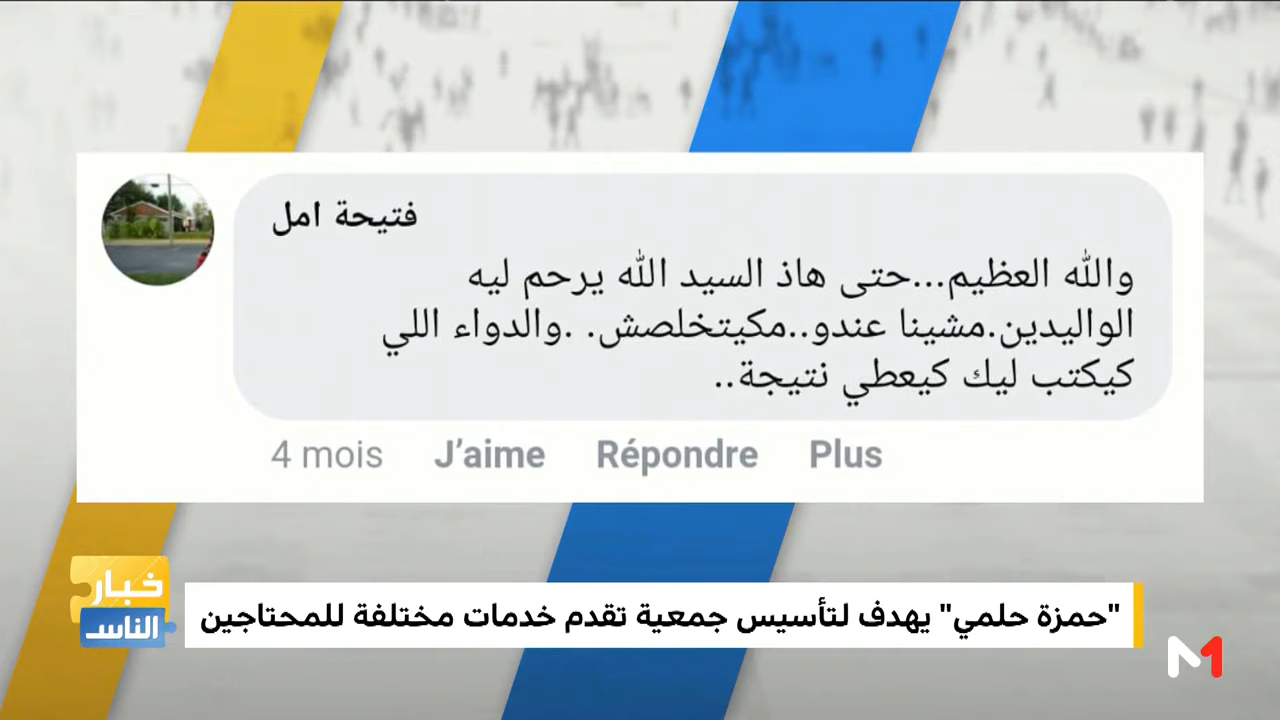 فتيحة امل
والله العظيم...حتى هاذ السيد الله يرحم ليه
الواليدين.مشينا عندو..مكيتخلصش. .والدواء اللي
كيكتب ليك كيعطي نتيجة..
4 mois J’aime Répondre Plus
خبار
الناس
"حمزة حلمي" يهدف لتأسيس جمعية تقدم خدمات مختلفة للمحتاجين
M1